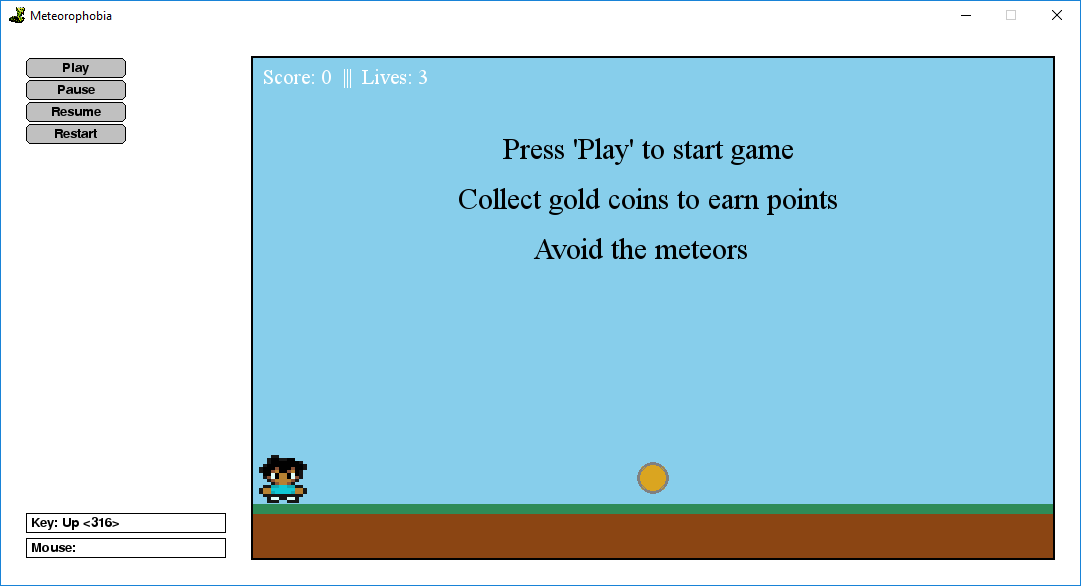 Meteorophobia
Play
Pause
Resume
Restart
Score: 0 ||| Lives: 3
Press 'Play' to start game
Collect gold coins to earn points
Avoid the meteors
Key: Up <316>
Mouse: